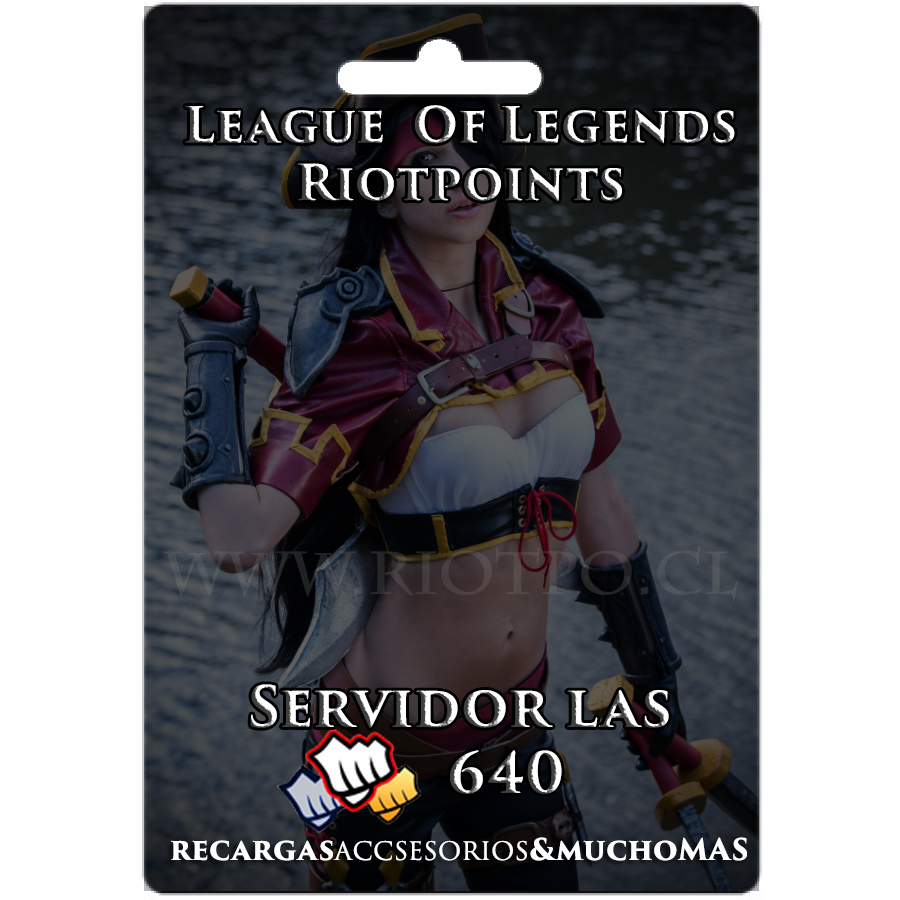 League Of Legends
Riotpoints
WWW.RIOTPO.CL
Servidor LAS
640
RECARGASACCSESORIOS&MUCHOMAS